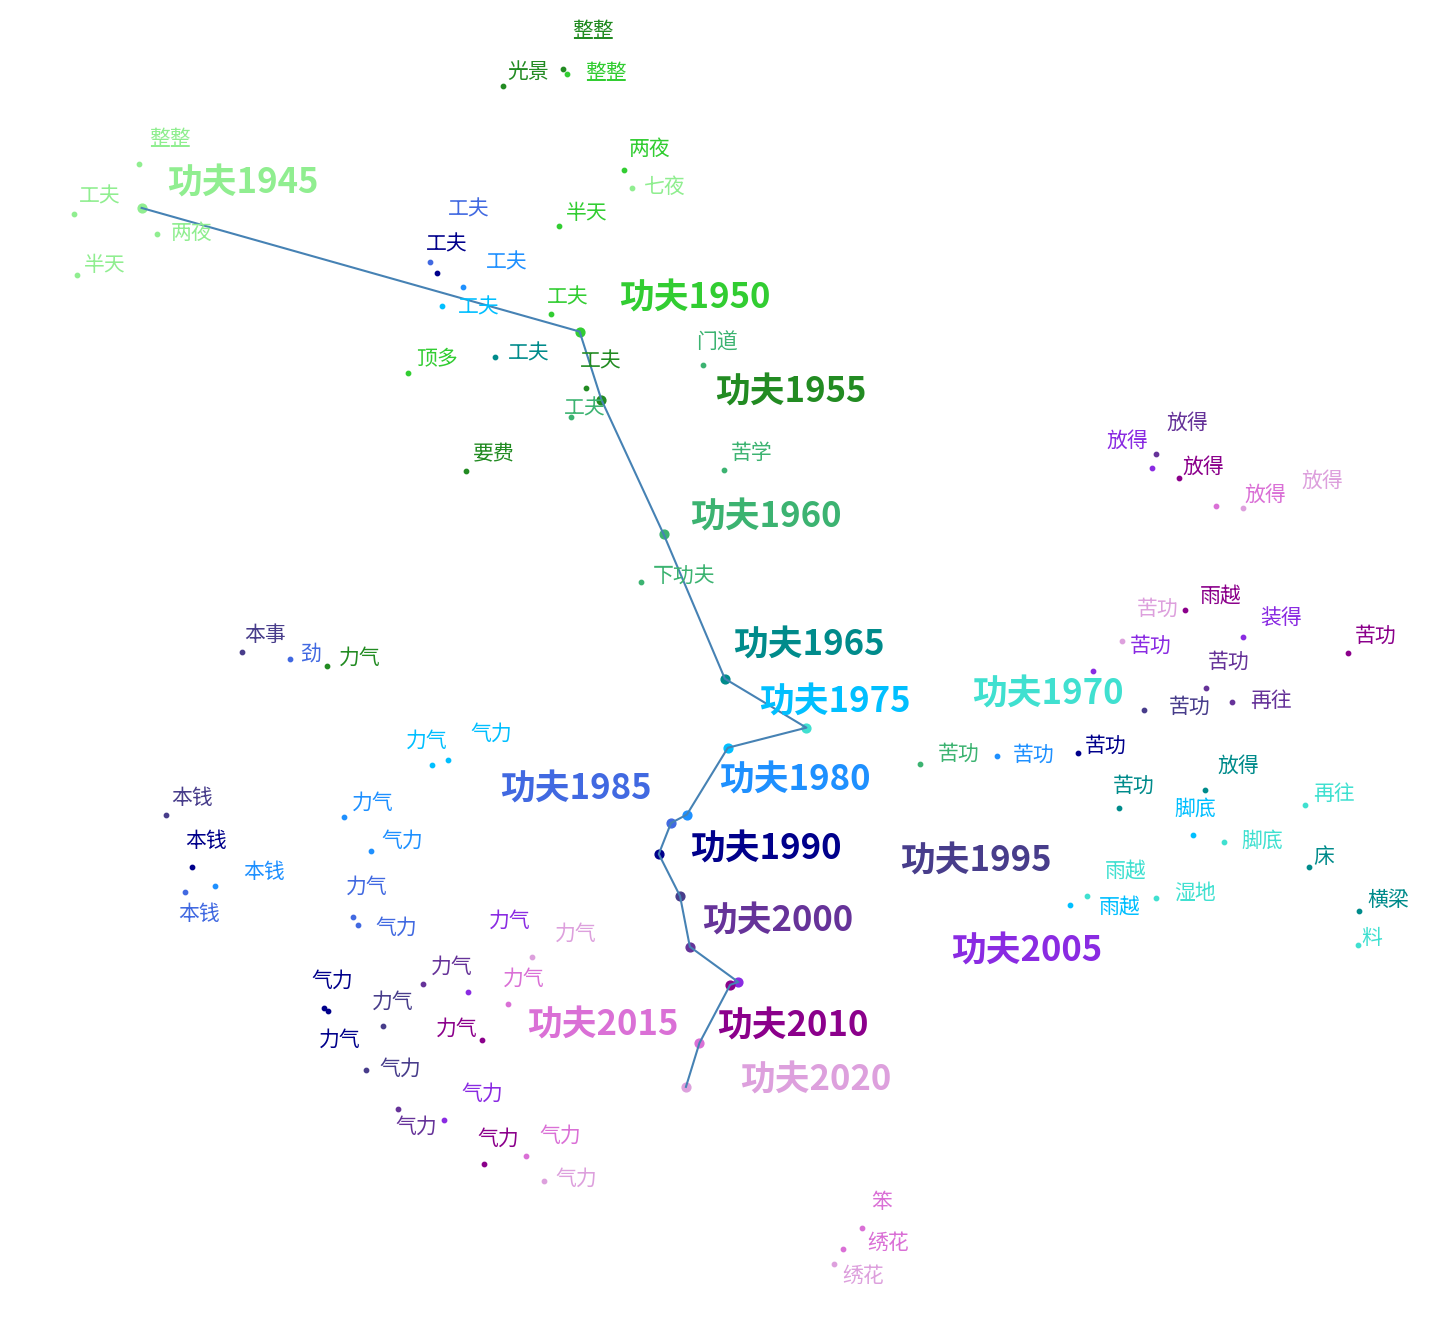 整整
光景
整整
整整
两夜
功夫1945
七夜
工夫
工夫
半天
两夜
工夫
半天
工夫
工夫
工夫
功夫1950
门道
工夫
顶多
工夫
功夫1955
工夫
放得
放得
要费
苦学
放得
放得
放得
功夫1960
下功夫
雨越
苦功
装得
本事
劲
力气
功夫1965
苦功
苦功
苦功
功夫1975
功夫1970
苦功
再往
力气
气力
苦功
苦功
苦功
放得
功夫1985
功夫1980
苦功
再往
本钱
力气
脚底
本钱
气力
功夫1990
脚底
床
功夫1995
本钱
力气
雨越
湿地
横梁
本钱
气力
力气
功夫2000
雨越
力气
料
功夫2005
气力
力气
力气
力气
力气
功夫2015
功夫2010
力气
气力
功夫2020
气力
气力
气力
气力
气力
笨
绣花
绣花